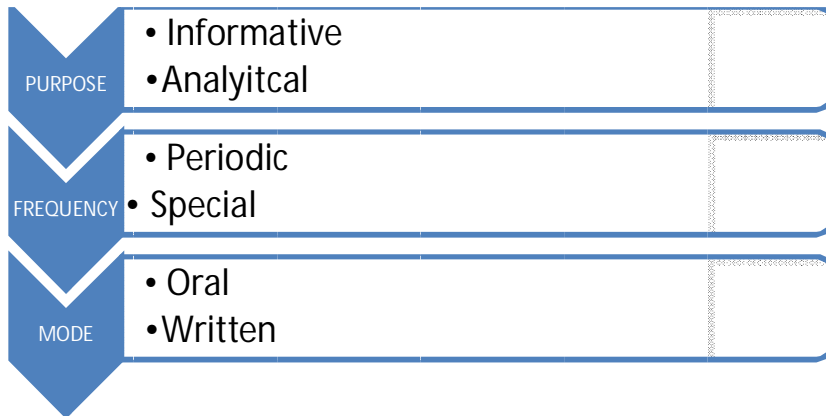 • Informative
PURPOSE
•Analyitcal
• Periodic
FREQUENCY
• Special
• Oral
MODE
•Written